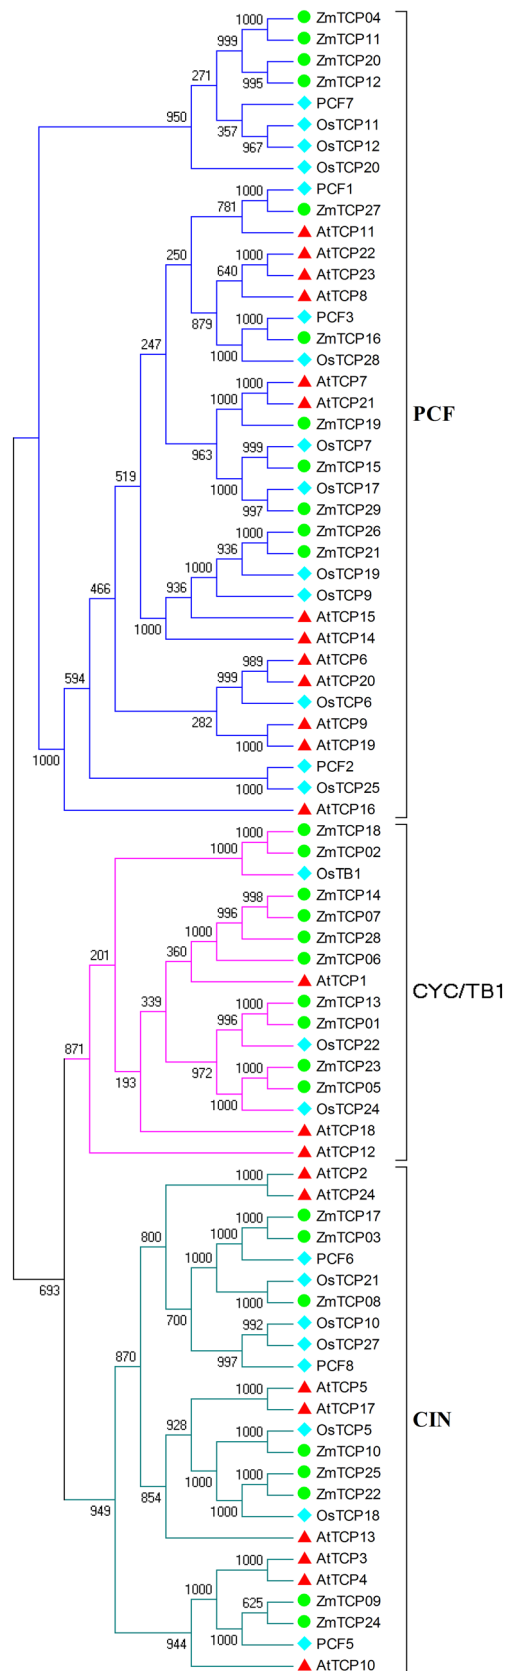 1000 ZmTCP04
999 ZmTCP11
ZmTCP20
271 995 ZmTCP12
PCF7
950 357 OsTCP11
967 OsTCP12
OsTCP20
1000 PCF1
781 ZmTCP27
AtTCP11
250 1000 AtTCP22
640 AtTCP23
AtTCP8
879 1000 PCF3
ZmTCP16
247 1000 OsTCP28
1000 AtTCP7
1000 AtTCP21
ZmTCP19
PCF
963 999 OsTCP7
ZmTCP15
519 1000 OsTCP17
997 ZmTCP29
1000 ZmTCP26
936 ZmTCP21
1000 OsTCP19
466 936 OsTCP9
AtTCP15
1000 AtTCP14
989 AtTCP6
594 999 AtTCP20
OsTCP6
282 AtTCP9
1000 AtTCP19
1000 PCF2
1000 OsTCP25
AtTCP16
1000 ZmTCP18
1000 ZmTCP02
OsTB1
998 ZmTCP14
996 ZmTCP07
1000 ZmTCP28
201 360 ZmTCP06
AtTCP1
CYC/TB1
339 1000 ZmTCP13
996 ZmTCP01
OsTCP22
871 972 1000 ZmTCP23
193 ZmTCP05
1000 OsTCP24
AtTCP18
AtTCP12
1000 AtTCP2
AtTCP24
1000 ZmTCP17
800 1000 ZmTCP03
1000 PCF6
693 OsTCP21
1000 ZmTCP08
700 992 OsTCP10
OsTCP27
870 997 PCF8
1000 AtTCP5
AtTCP17
CIN
928 1000 OsTCP5
ZmTCP10
1000 1000 ZmTCP25
854 ZmTCP22
949 1000 OsTCP18
AtTCP13
1000 AtTCP3
AtTCP4
1000 625 ZmTCP09
ZmTCP24
944 1000 PCF5
AtTCP10